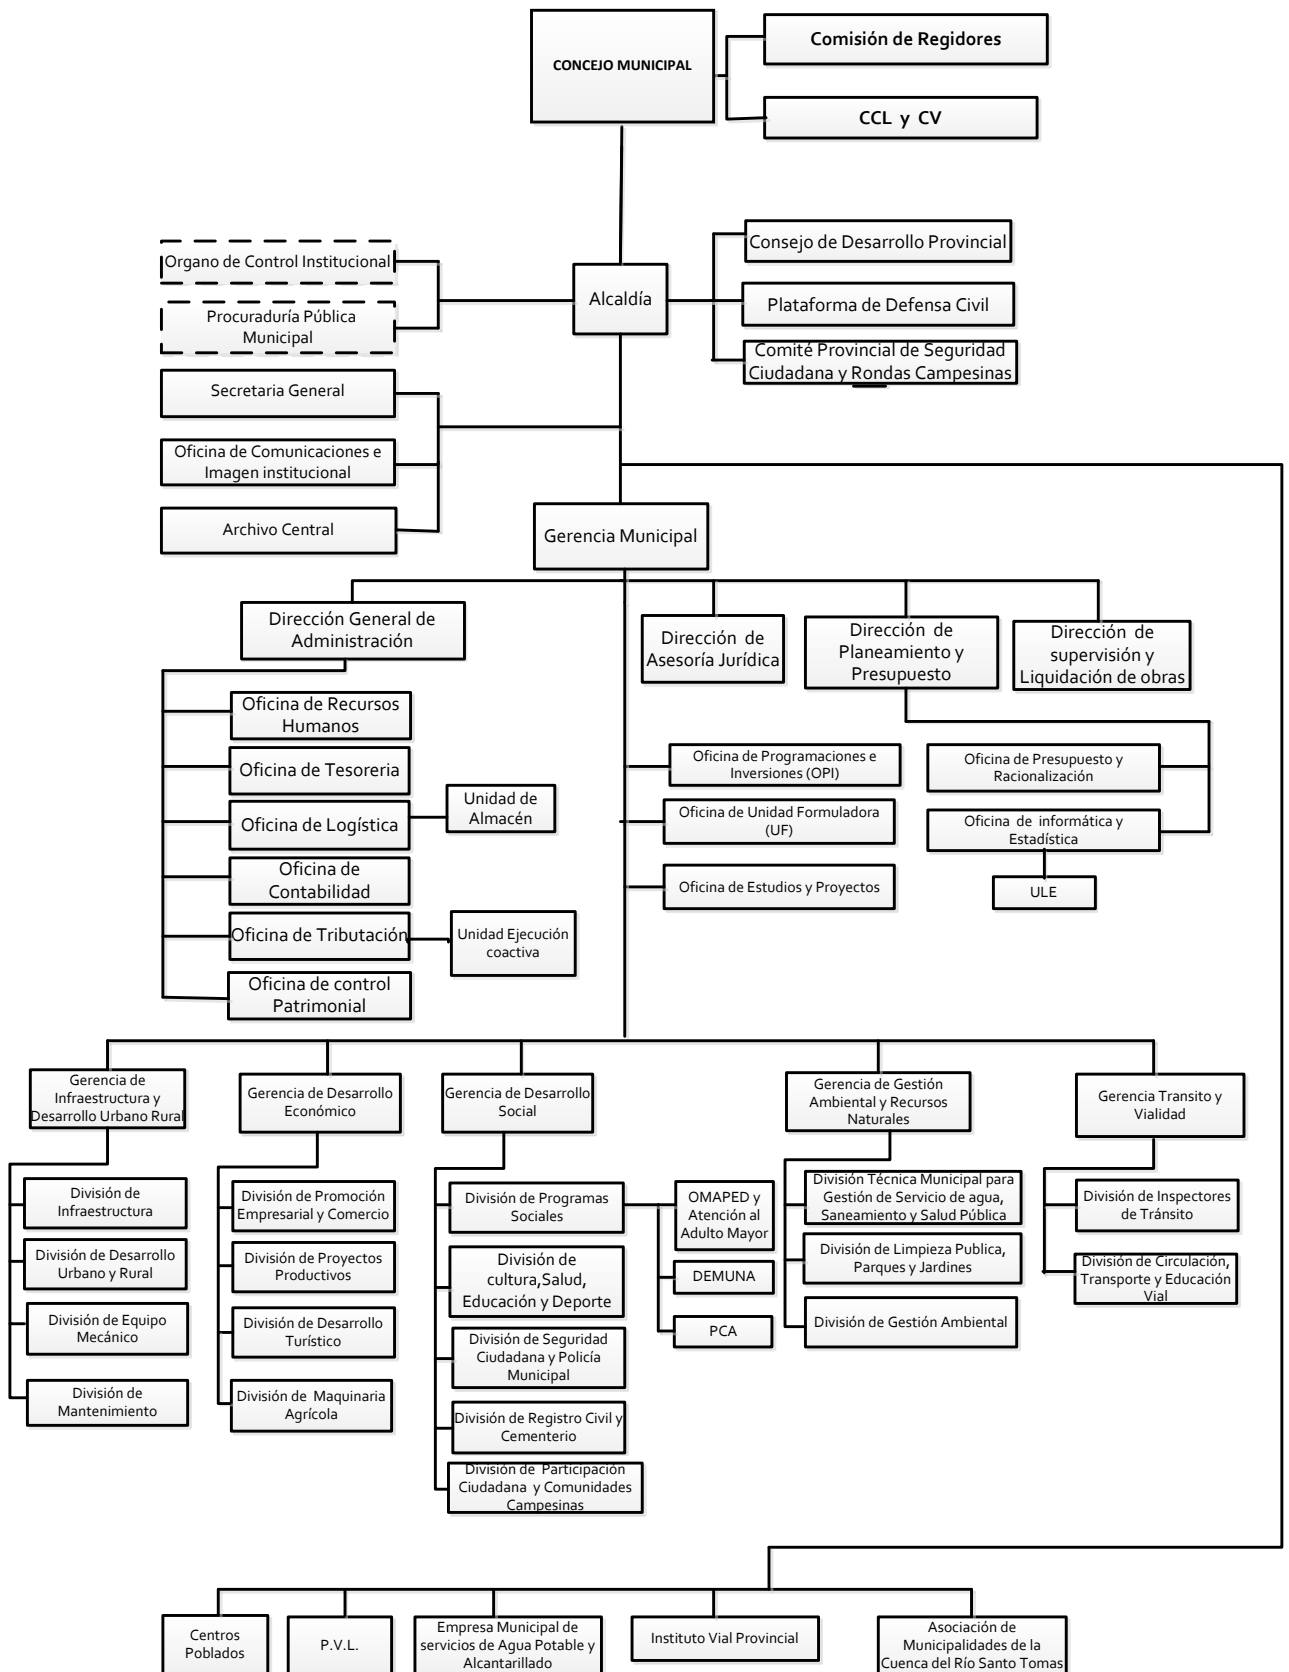 CONCEJO MUNICIPAL
Comisión de Regidores
CCL y CV
Organo de Control Institucional
Procuraduría Pública
Municipal
Alcaldía
Consejo de Desarrollo Provincial
Plataforma de Defensa Civil
Comité Provincial de Seguridad
Ciudadana y Rondas Campesinas
Secretaria General
Oficina de Comunicaciones e
Imagen institucional
Archivo Central
Gerencia Municipal
Dirección General de
Administración
Dirección de
Asesoría Jurídica
Dirección de
Planeamiento y
Presupuesto
Dirección de
supervisión y
Liquidación de obras
Oficina de Recursos
Humanos
Oficina de Tesoreria
Oficina de Logística
Unidad de
Almacén
Oficina de
Contabilidad
Oficina de Tributación
Unidad Ejecución
coactiva
Oficina de control
Patrimonial
Oficina de Programaciones e
Inversiones (OPI)
Oficina de Unidad Formuladora
(UF)
Oficina de Estudios y Proyectos
Oficina de Presupuesto y
Racionalización
Oficina de informática y
Estadística
ULE
Gerencia de
Infraestructura y
Desarrollo Urbano Rural
Gerencia de Desarrollo
Económico
Gerencia de Desarrollo
Social
Gerencia de Gestión
Ambiental y Recursos
Naturales
Gerencia Transito y
Vialidad
División de
Infraestructura
División de Desarrollo
Urbano y Rural
División de Equipo
Mecánico
División de
Mantenimiento
División de Promoción
Empresarial y Comercio
División de Proyectos
Productivos
División de Desarrollo
Turístico
División de Maquinaria
Agrícola
División de Programas
Sociales
División de
cultura,Salud,
Educación y Deporte
División de Seguridad
Ciudadana y Policía
Municipal
División de Registro Civil y
Cementerio
División de Participación
Ciudadana y Comunidades
Campesinas
OMAPED y
Atención al
Adulto Mayor
DEMUNA
PCA
División Técnica Municipal para
Gestión de Servicio de agua,
Saneamiento y Salud Pública
División de Limpieza Publica,
Parques y Jardines
División de Gestión Ambiental
División de Inspectores
de Tránsito
División de Circulación,
Transporte y Educación
Vial
Centros
Poblados
P.V.L.
Empresa Municipal de
servicios de Agua Potable y
Alcantarillado
Instituto Vial Provincial
Asociación de
Municipalidades de la
Cuenca del Río Santo Tomas